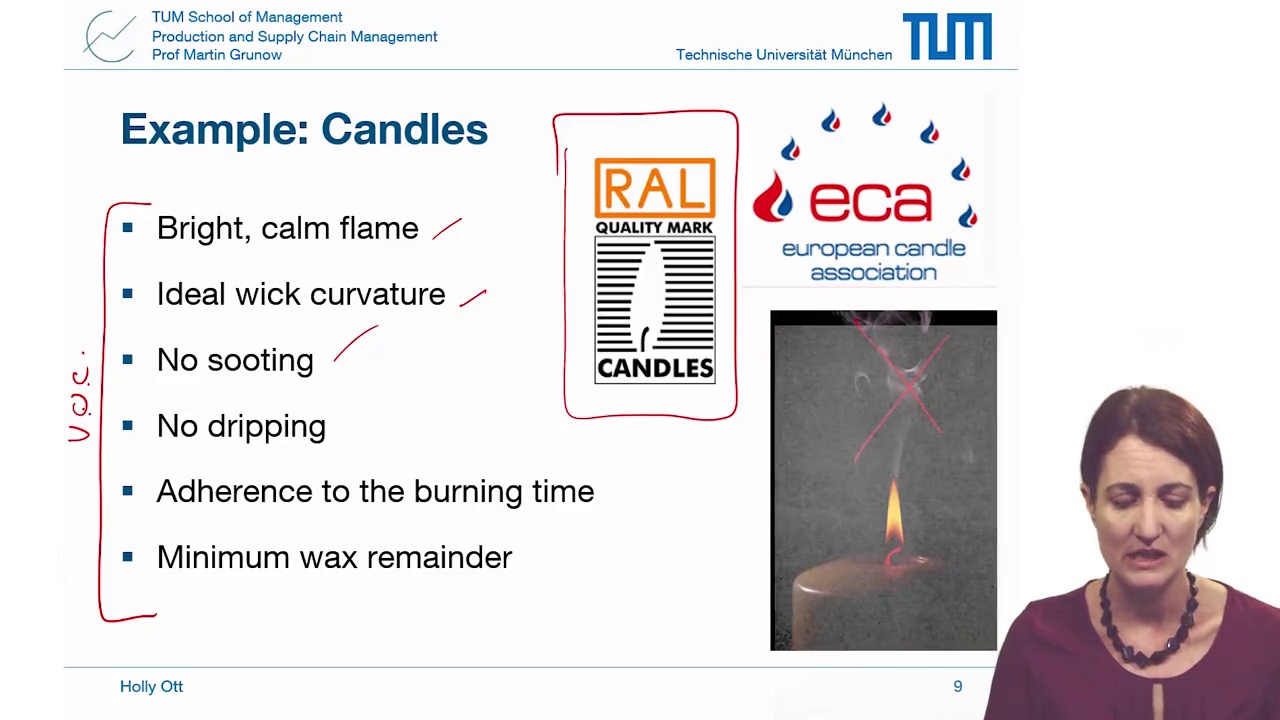 TUM School of Management
Production and Supply Chain Management
Prof Martin Grunow
Technische Universität München
TUM
Example: Candles
Bright, calm flame
Ideal wick curvature
No sooting
No dripping
Adherence to the burning time
Minimum wax remainder
V.O.C.
RAL
QUALITY MARK
CANDLES
eca
european candle
association
Holly Ott
9